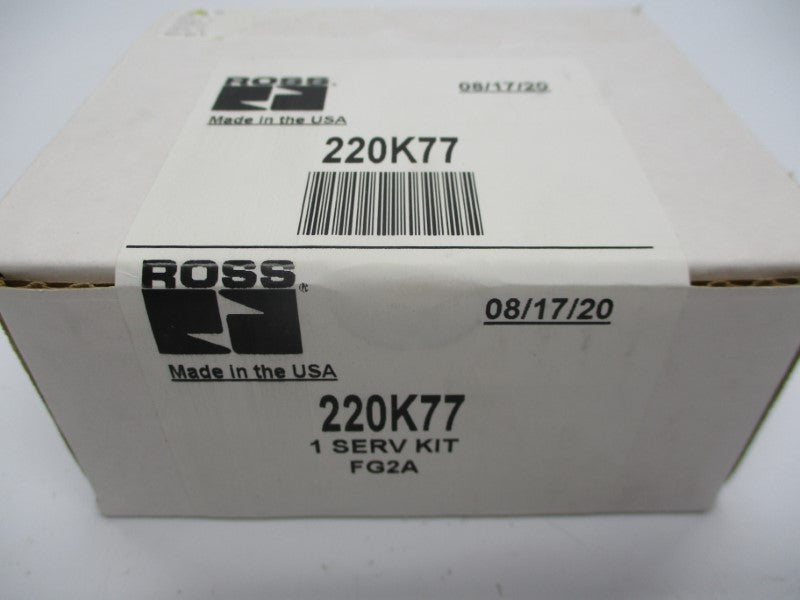 ROSS®
08/17/20
Made in the USA
220K77
ROSS®
08/17/20
Made in the USA
220K77
1 SERV KIT
FG2A